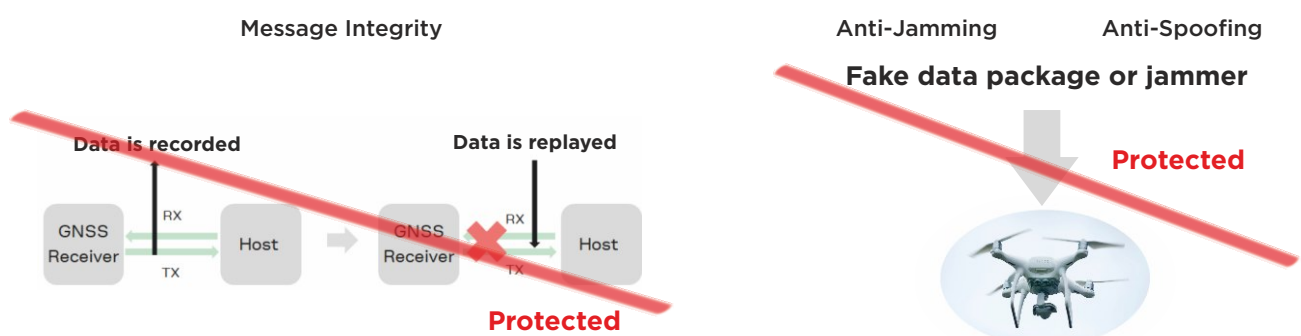 Message Integrity
Data is recorded
Data is replayed
GNSS
Receiver
RX
TX
Host
GNSS
Receiver
RX
TX
Host
Protected
Anti-Jamming
Anti-Spoofing
Fake data package or jammer
Protected